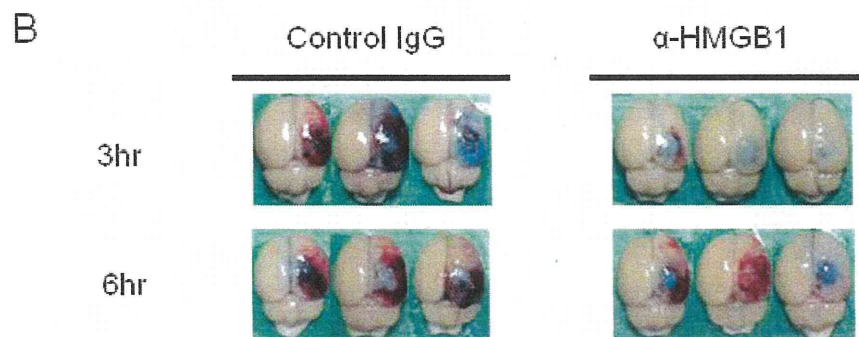 B
Control IgG
α-HMGB1
3hr
6hr